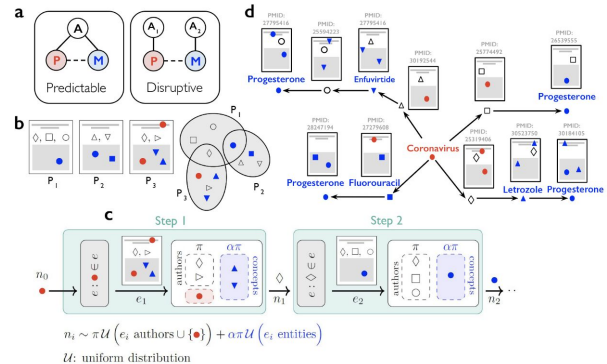 a
A
P
M
Predictable
A1
A2
P
M
Disruptive
b
P1
P2
P3
P1
P2
P3
d
PMID:
27795416
PMID:
25594223
PMID:
27795416
PMID:
30192544
PMID:
25774492
PMID:
26539555
Progesterone
Enfuvirtide
Progesterone
PMID:
28247194
PMID:
27279608
Coronavirus
PMID:
25319406
PMID:
30523750
PMID:
30184105
Progesterone
Fluorouracil
Letrozole
Progesterone
c
Step 1
Step 2
n0
e : ∈ e
e1
π
απ
authors
concepts
n1
e : ∈ e
e2
π
απ
authors
concepts
n2 ··
ni ∼ π U ( ei authors ∪ {●} ) + απ U ( ei entities )
U: uniform distribution